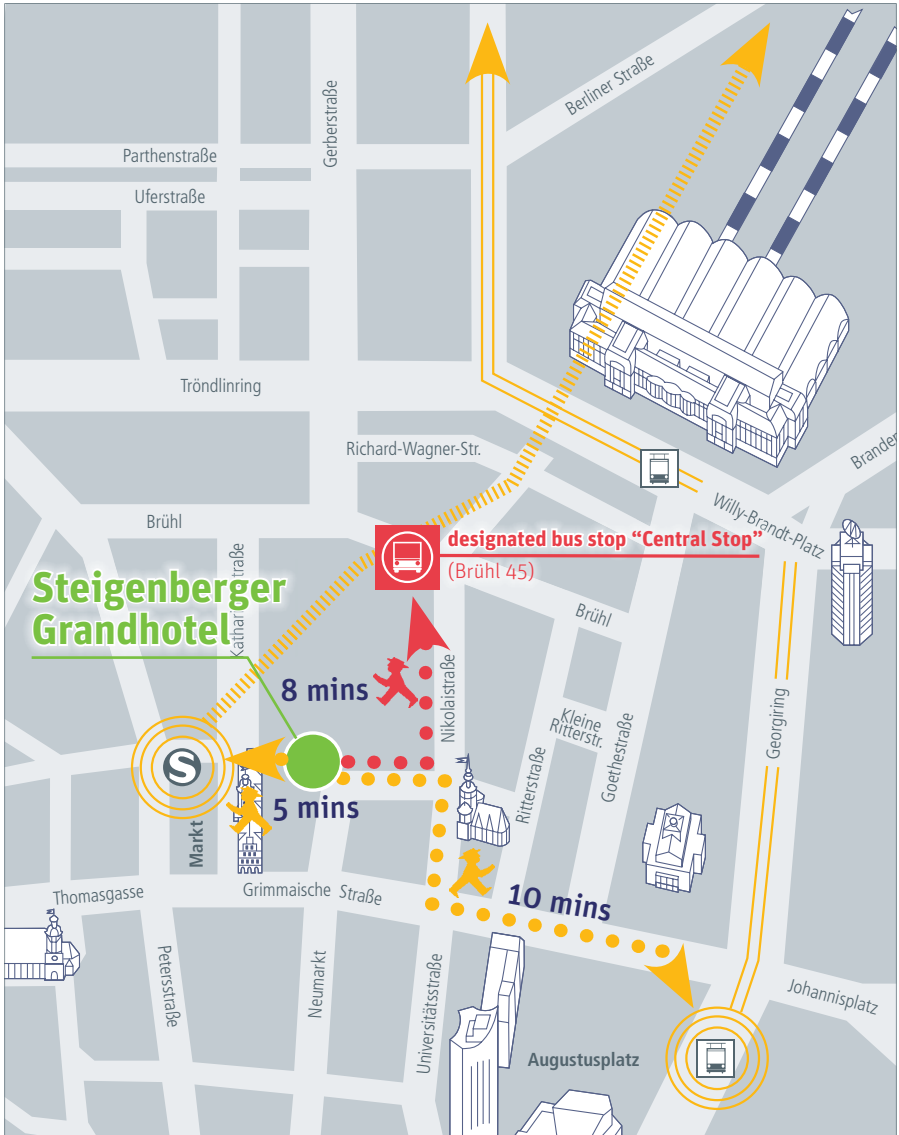 Berliner Straße
Gerberstraße
Parthenstraße
Uferstraße
Tröndlinring
Richard-Wagner-Str.
Brander
Willy-Brandt-Platz
Brühl
designated bus stop “Central Stop”
(Brühl 45)
Steigenberger
Grandhotel
Brühl
8 mins
Nikolaistraße
Kleine
Ritterstr.
Georgiring
Goethestraße
Ritterstraße
S
5 mins
Markt
Thomasgasse
Grimmaische Straße
10 mins
Petersstraße
Neumarkt
Universitätsstraße
Johannisplatz
Augustusplatz